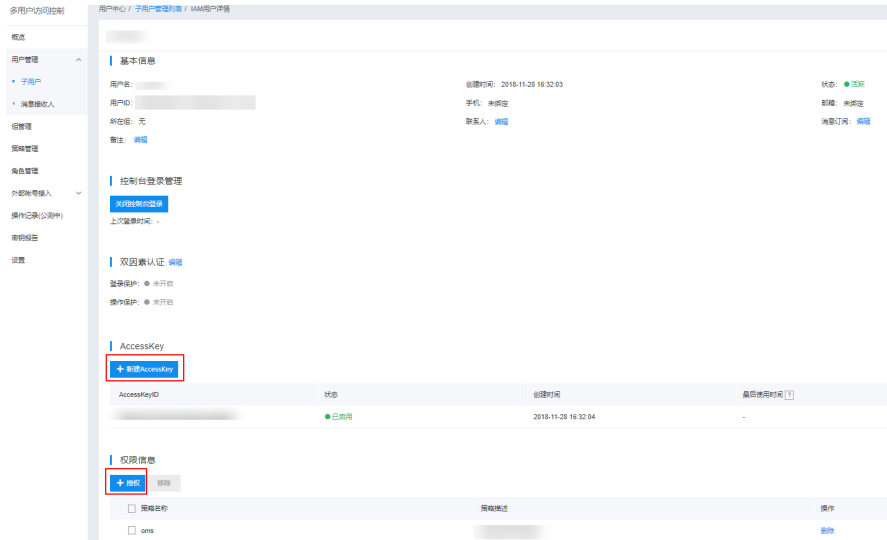 多用户访问控制
用户中心 / 子用户管理列表 / IAM用户详情
概览
用户管理
子用户
消息接收人
组管理
策略管理
角色管理
外部帐号接入
操作记录(公测中)
密钥报告
设置
基本信息
用户名:
创建时间: 2018-11-28 16:32:03
状态: 活跃
用户ID:
手机: 未绑定
邮箱: 未绑定
所在组: 无
联系人: 编辑
消息订阅: 编辑
备注: 编辑
控制台登录管理
关闭控制台登录
上次登录时间: -
双因素认证 编辑
登录保护: 未开启
操作保护: 未开启
AccessKey
+ 新建AccessKey
AccessKeyID 状态 创建时间 最后使用时间 ?
已启用 2018-11-28 16:32:04 -
权限信息
+ 授权 移除
策略名称 策略描述 操作
oms 删除